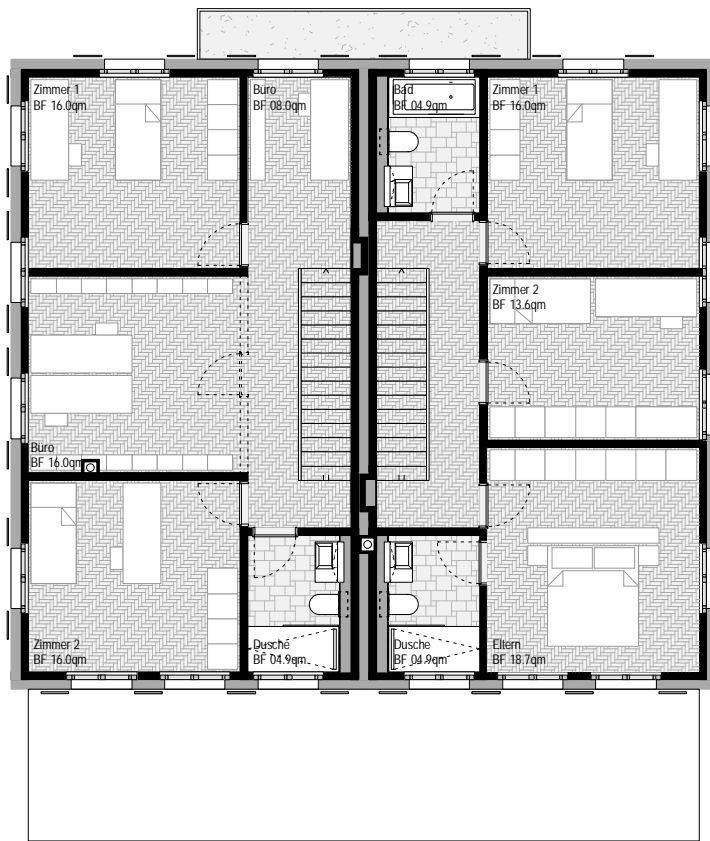 Zimmer 1
BF 16.0qm
Büro
BF 08.0qm
Bad
BF 04.9qm
Zimmer 1
BF 16.0qm
Zimmer 2
BF 13.6qm
Büro
BF 16.0qm
Zimmer 2
BF 16.0qm
Dusche
BF 04.9qm
Dusche
BF 04.9qm
Eltern
BF 18.7qm